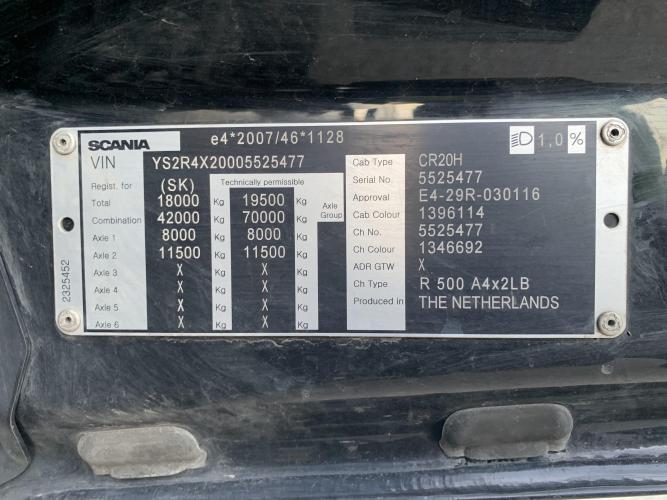 SCANIA e4*2007/46*1128 1,0 %
VIN YS2R4X20005525477
Regist. for (SK) Technically permissible
Total 18000 Kg 19500 Kg Axle Group
Combination 42000 Kg 70000 Kg
Axle 1 8000 Kg 8000 Kg
Axle 2 11500 Kg 11500 Kg
Axle 3 X Kg X Kg
Axle 4 X Kg X Kg
Axle 5 X Kg X Kg
Axle 6 X Kg X Kg
Cab Type CR20H
Serial No. 5525477
Approval E4-29R-030116
Cab Colour 1396114
Ch No. 5525477
Ch Colour 1346692
ADR GTW X
Ch Type R 500 A4x2LB
Produced in THE NETHERLANDS
2325452